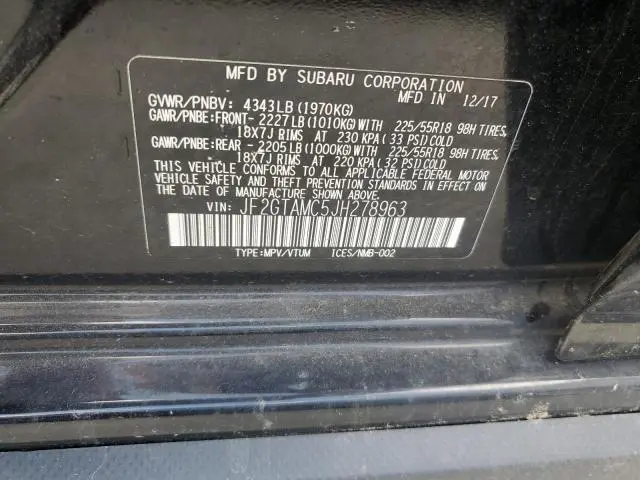 MFD BY SUBARU CORPORATION
MFD IN 12/17
GVWR/PNBV: 4343LB (1970KG)
GAWR/PNBE:FRONT- 2227LB(1010KG)WITH 225/55R18 98H TIRES,
18X7J RIMS AT 230 KPA( 33 PSI)COLD
GAWR/PNBE:REAR - 2205LB(1000KG)WITH 225/55R18 98H TIRES,
18X7J RIMS AT 220 KPA( 32 PSI)COLD
THIS VEHICLE CONFORMS TO ALL APPLICABLE FEDERAL MOTOR
VEHICLE SAFETY AND THEFT PREVENTION STANDARDS IN EFFECT ON
THE DATE OF MANUFACTURE SHOWN ABOVE.
VIN: JF2GTAMC5JH278963
TYPE:MPV/VTUM ICES/NMB-002